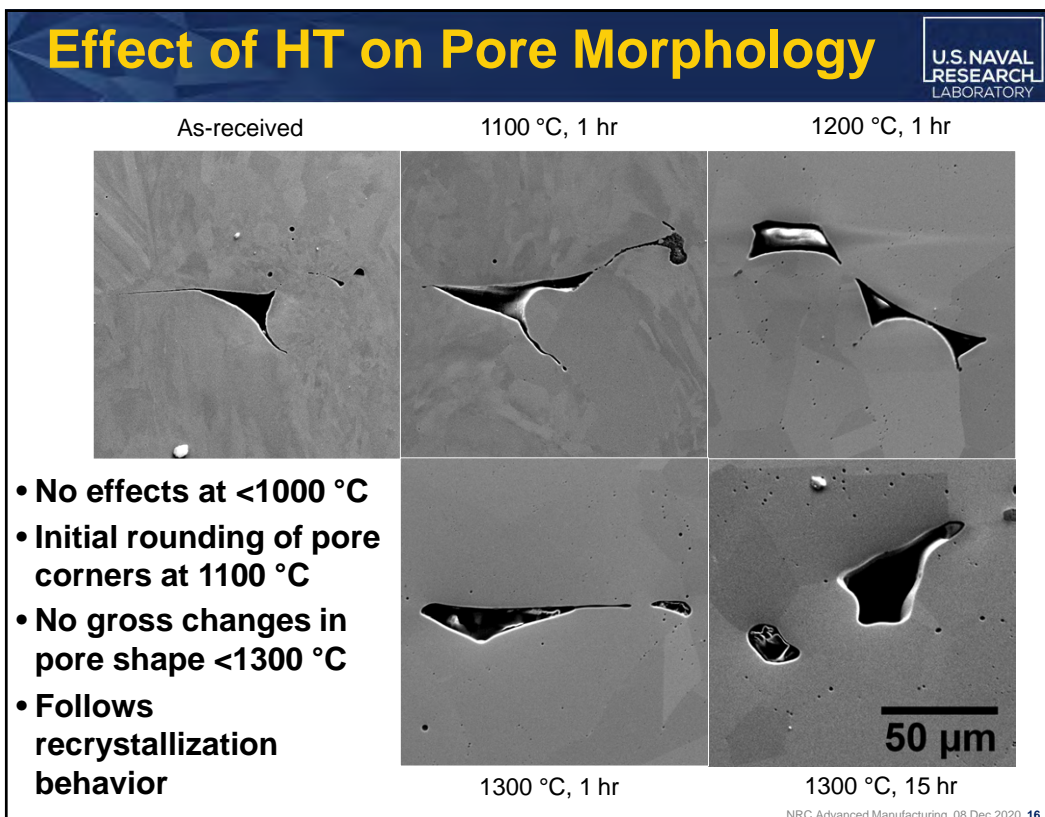 Effect of HT on Pore Morphology
U.S. NAVAL
RESEARCH
LABORATORY
As-received
1100 °C, 1 hr
1200 °C, 1 hr
• No effects at <1000 °C
• Initial rounding of pore
corners at 1100 °C
• No gross changes in
pore shape <1300 °C
• Follows
recrystallization
behavior
50 µm
1300 °C, 1 hr
1300 °C, 15 hr
NRC Advanced Manufacturing, 08 Dec 2020 16